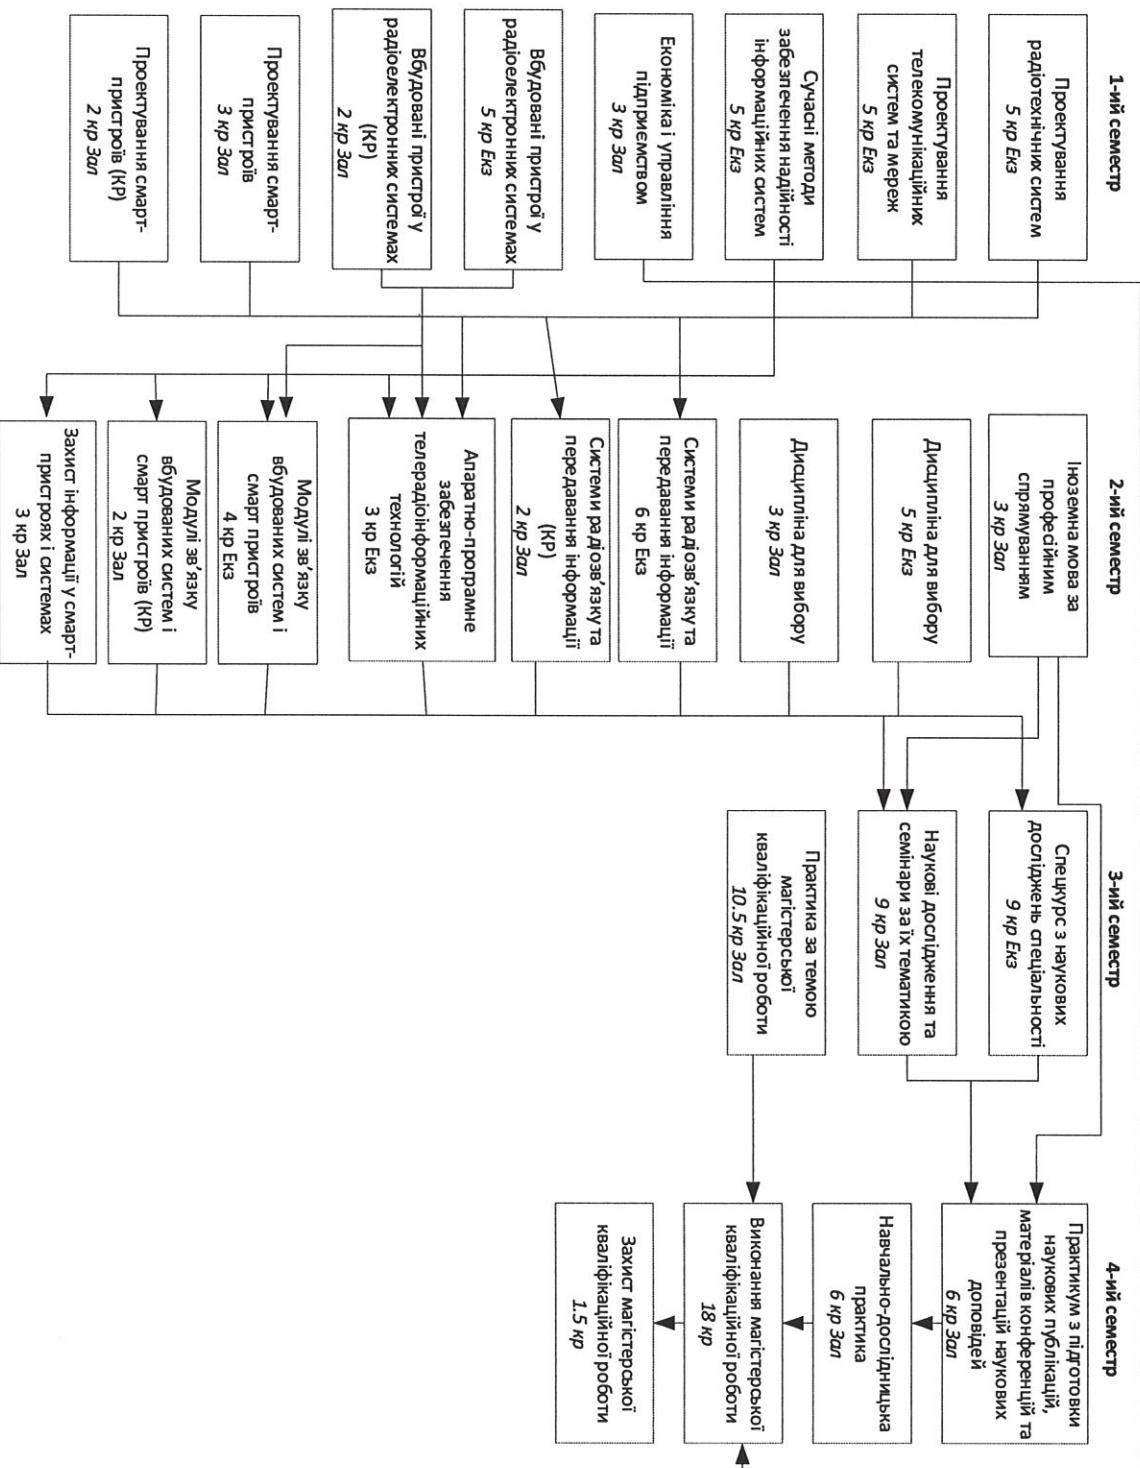 1-ий семестр
Проектування
радіотехнічних систем
5 кр Екз
Проектування
телекомунікаційних
систем та мереж
5 кр Екз
Сучасні методи
забезпечення надійності
інформаційних систем
5 кр Екз
Економіка і управління
підприємством
3 кр Зал
Вбудовані пристрої у
радіоелектронних системах
5 кр Екз
Вбудовані пристрої у
радіоелектронних системах
(КР)
2 кр Зал
Проектування смарт-
пристроїв
3 кр Зал
Проектування смарт-
пристроїв (КР)
2 кр Зал
2-ий семестр
Іноземна мова за
професійним
спрямуванням
3 кр Зал
Дисципліна для вибору
5 кр Екз
Дисципліна для вибору
3 кр Зал
Системи радіозв’язку та
передавання інформації
6 кр Екз
Системи радіозв’язку та
передавання інформації
(КР)
2 кр Зал
Апаратно-програмне
забезпечення
телерадіоінформаційних
технологій
3 кр Екз
Модулі зв’язку
вбудованих систем і
смарт пристроїв
4 кр Екз
Модулі зв’язку
вбудованих систем і
смарт пристроїв (КР)
2 кр Зал
Захист інформації у смарт-
пристроях і системах
3 кр Зал
3-ий семестр
Спецкурс з наукових
досліджень спеціальності
9 кр Екз
Наукові дослідження та
семінари за їх тематикою
9 кр Зал
Практика за темою
магістерської
кваліфікаційної роботи
10.5 кр Зал
4-ий семестр
Практикум з підготовки
наукових публікацій,
матеріалів конференцій та
презентацій наукових
доповідей
6 кр Зал
Навчально-дослідницька
практика
6 кр Зал
Виконання магістерської
кваліфікаційної роботи
18 кр
Захист магістерської
кваліфікаційної роботи
1.5 кр